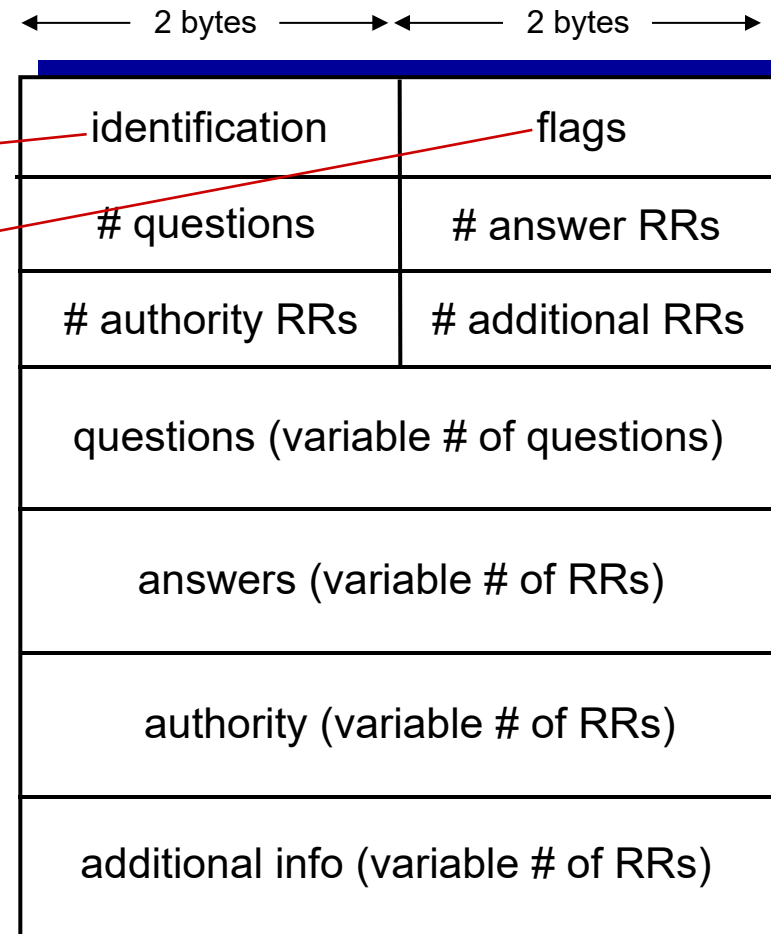 2 bytes 2 bytes
identification flags
# questions # answer RRs
# authority RRs # additional RRs
questions (variable # of questions)
answers (variable # of RRs)
authority (variable # of RRs)
additional info (variable # of RRs)